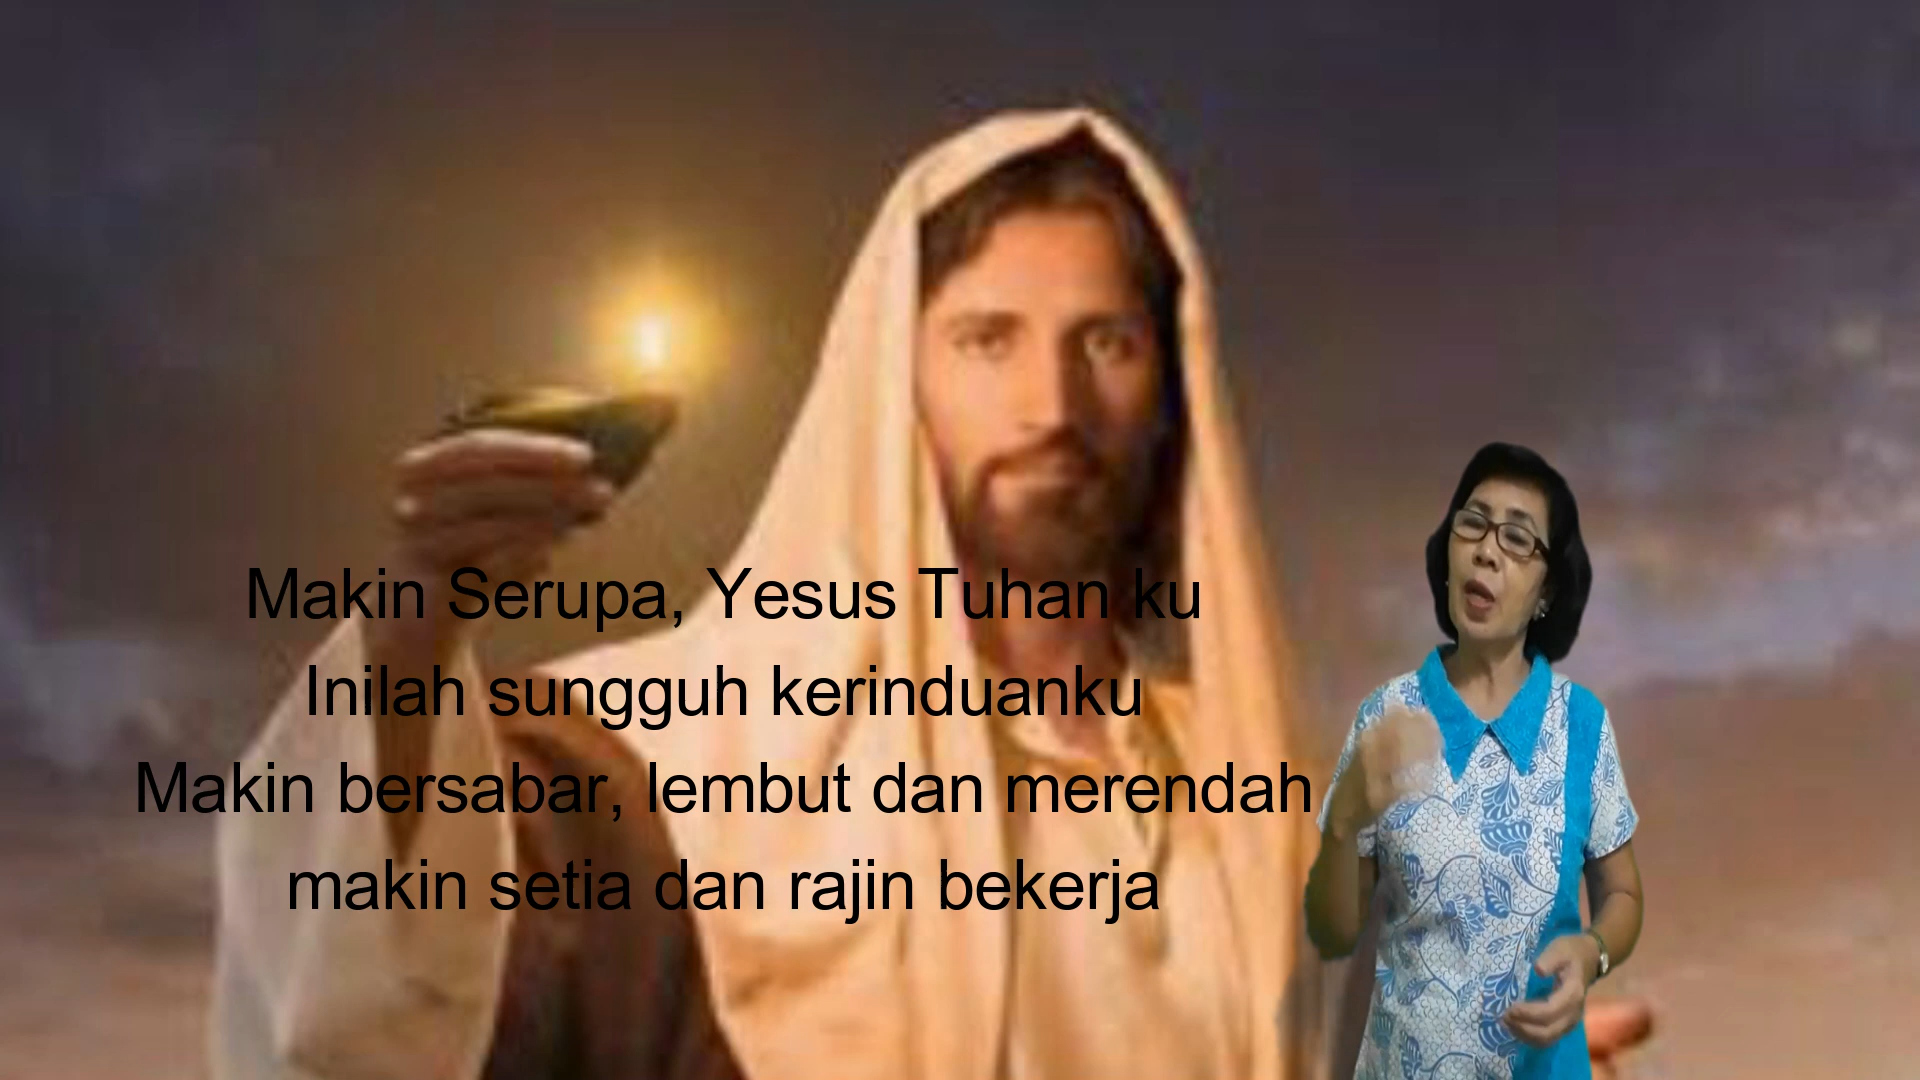 Makin Serupa, Yesus Tuhan ku
Inilah sungguh kerinduanku
Makin bersabar, lembut dan merendah
makin setia dan rajin bekerja